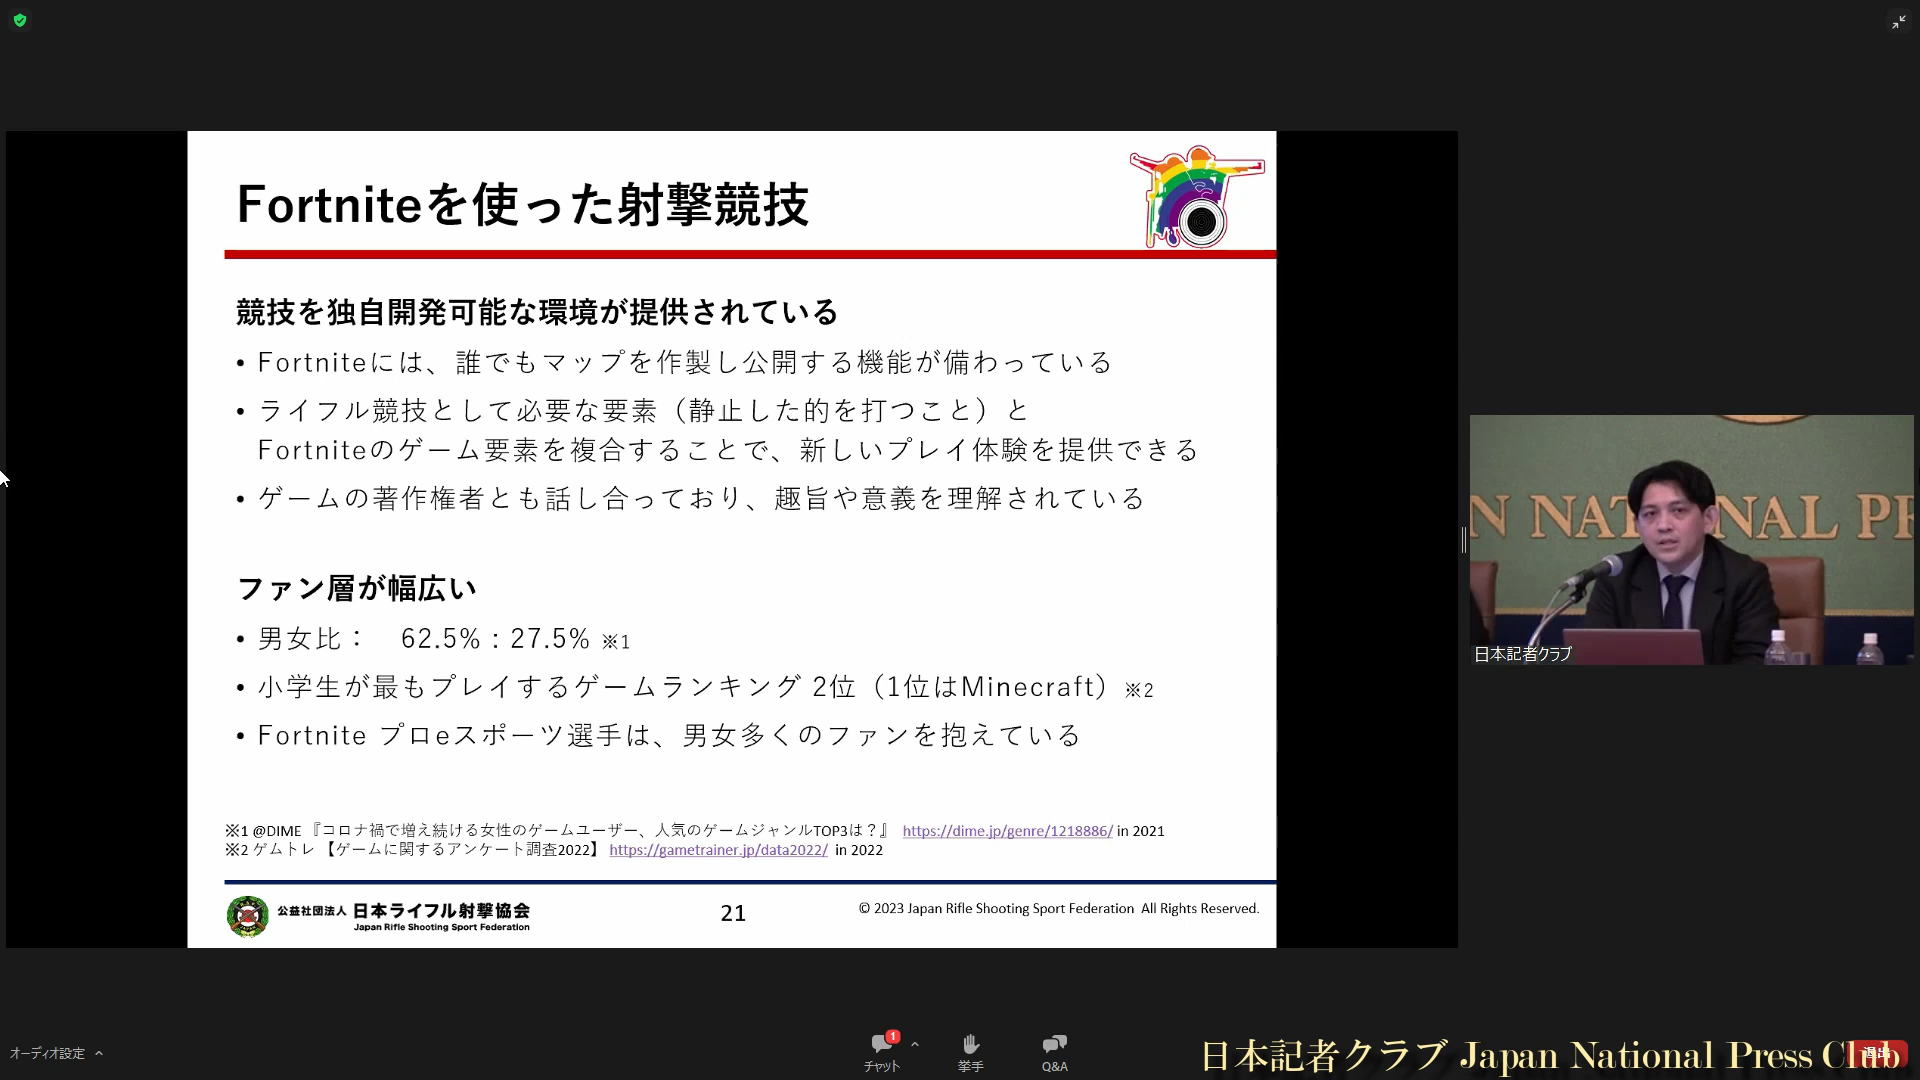 Fortniteを使った射撃競技
競技を独自開発可能な環境が提供されている
• Fortniteには、誰でもマップを作製し公開する機能が備わっている
• ライフル競技として必要な要素（静止した的を打つこと）と
Fortniteのゲーム要素を複合することで、新しいプレイ体験を提供できる
• ゲームの著作権者とも話し合っており、趣旨や意義を理解されている
ファン層が幅広い
• 男女比：　62.5%：27.5% ※1
• 小学生が最もプレイするゲームランキング 2位（1位はMinecraft）※2
• Fortnite プロeスポーツ選手は、男女多くのファンを抱えている
※1 @DIME 『コロナ禍で増え続ける女性のゲームユーザー、人気のゲームジャンルTOP3は？』 https://dime.jp/genre/1218886/ in 2021
※2 ゲムトレ 【ゲームに関するアンケート調査2022】 https://gametrainer.jp/data2022/ in 2022
公益社団法人 日本ライフル射撃協会
Japan Rifle Shooting Sport Federation
21
© 2023 Japan Rifle Shooting Sport Federation All Rights Reserved.
N NATIONAL PR
日本記者クラブ
オーディオ設定
1
チャット
挙手
Q&A
日本記者クラブ Japan National Press Club
退出